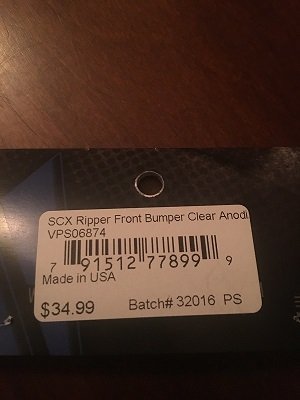 SCX Ripper Front Bumper Clear Anodi
VPS06874
7 91512 77899 9
Made in USA
$34.99 Batch# 32016 PS